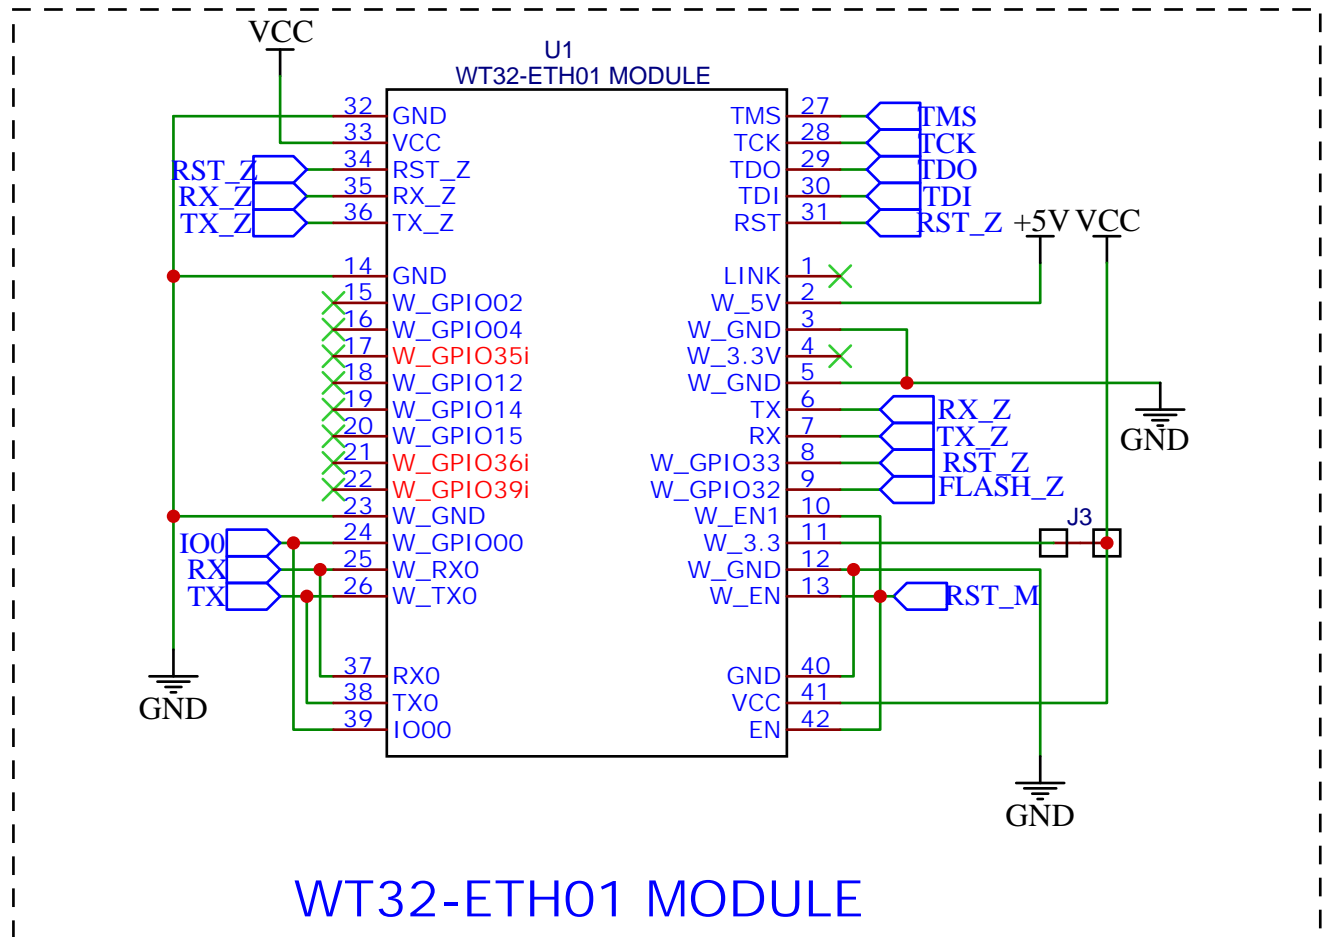 VCC
U1
WT32-ETH01 MODULE
32 GND
33 VCC
RST_Z 34 RST_Z
RX_Z 35 RX_Z
TX_Z 36 TX_Z
14 GND
15 W_GPIO02
16 W_GPIO04
17 W_GPIO35i
18 W_GPIO12
19 W_GPIO14
20 W_GPIO15
21 W_GPIO36i
22 W_GPIO39i
23 W_GND
IO0 24 W_GPIO00
RX 25 W_RX0
TX 26 W_TX0
37 RX0
38 TX0
39 IO00
GND
TMS 27 TMS
TCK 28 TCK
TDO 29 TDO
TDI 30 TDI
RST 31 RST_Z
+5V VCC
LINK 1
W_5V 2
W_GND 3
W_3.3V 4
W_GND 5
GND
TX 6 RX_Z
RX 7 TX_Z
W_GPIO33 8 RST_Z
W_GPIO32 9 FLASH_Z
W_EN1 10
J3
W_3.3 11
W_GND 12
W_EN 13 RST_M
GND 40
VCC 41
EN 42
GND
WT32-ETH01 MODULE